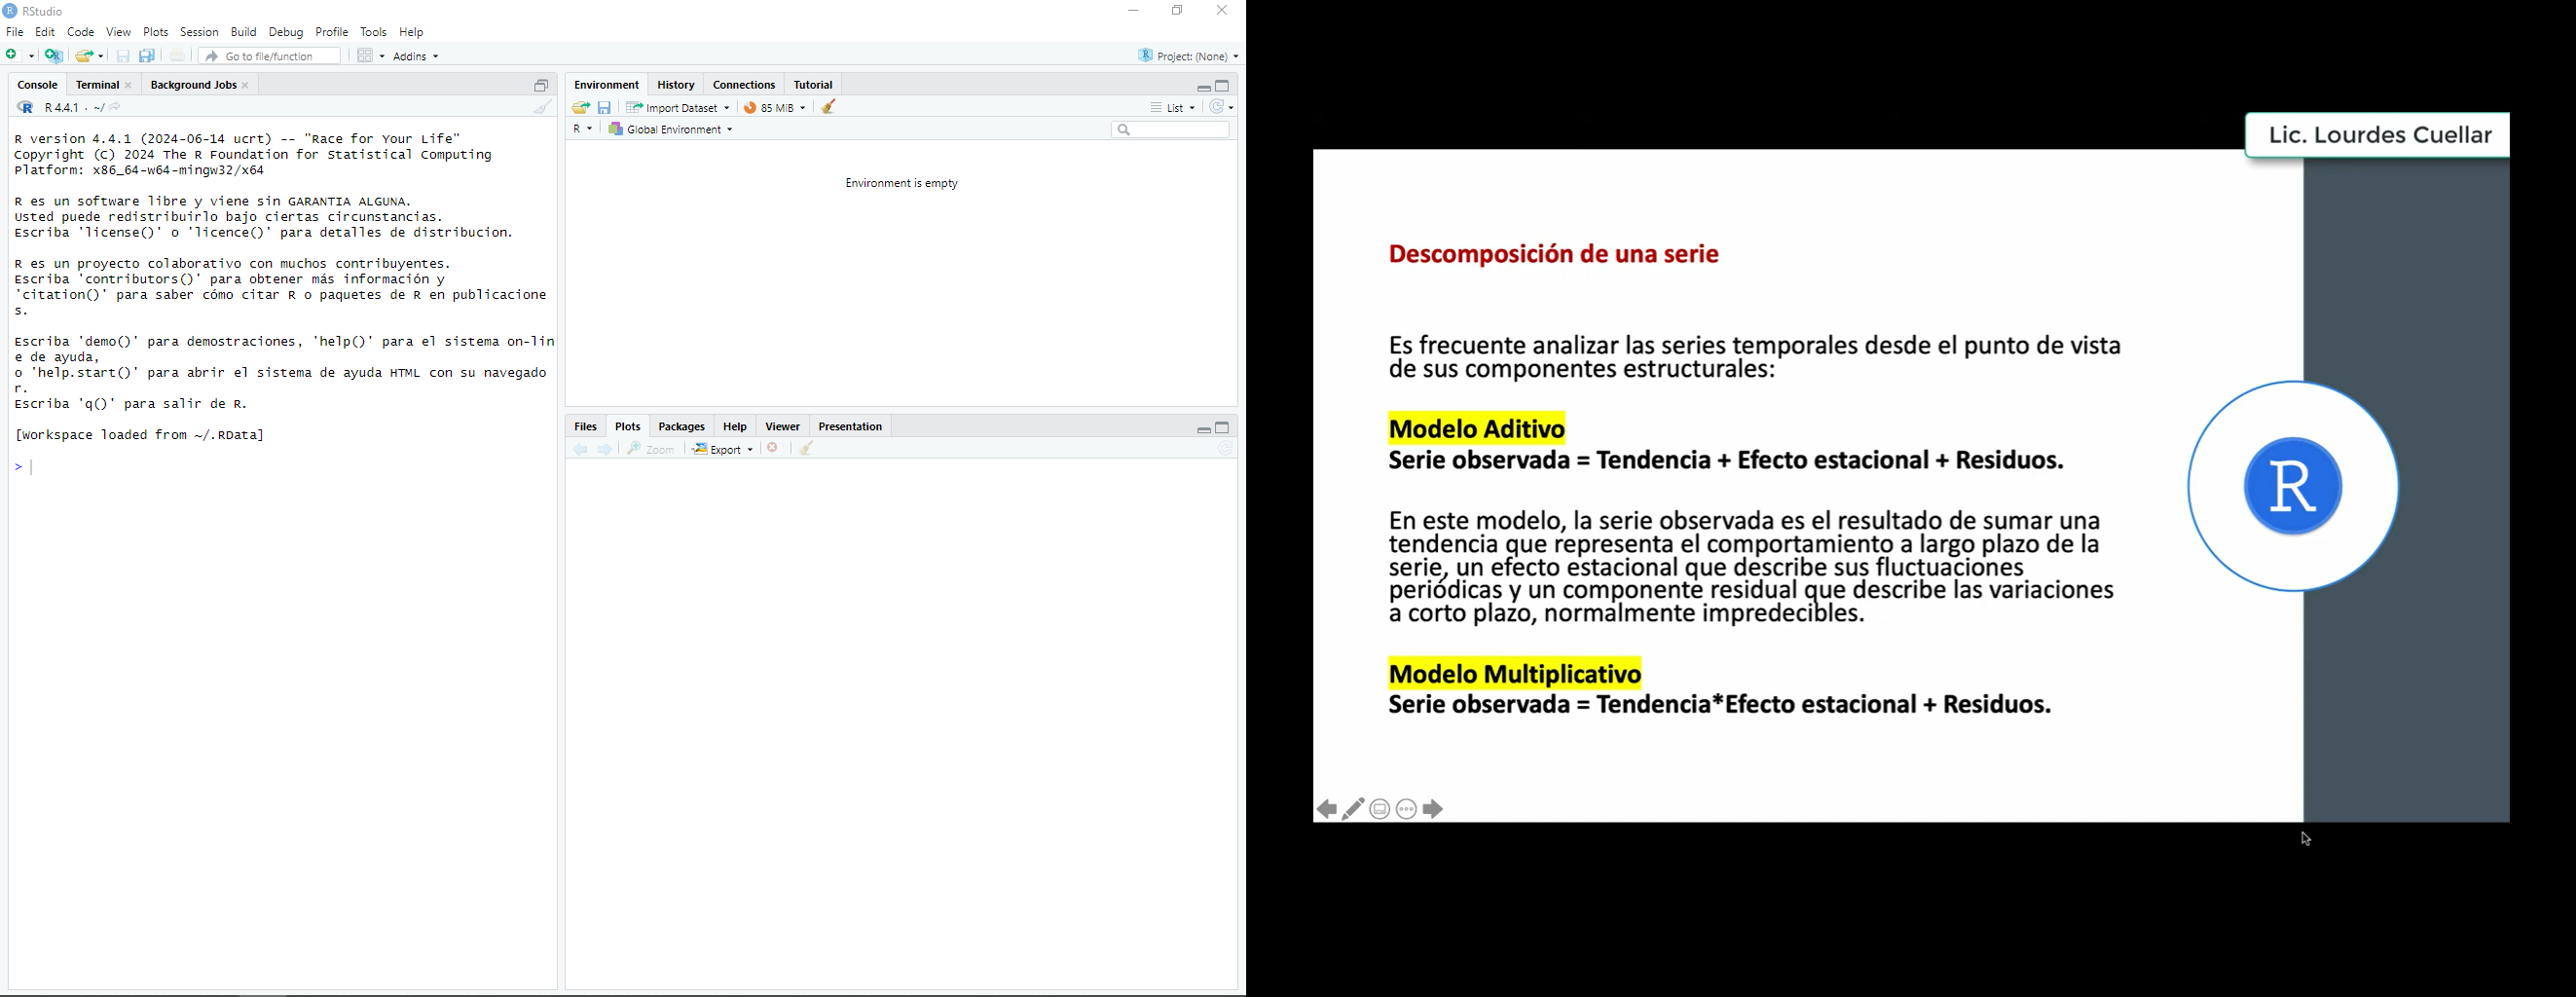 RStudio
File Edit Code View Plots Session Build Debug Profile Tools Help
Go to file/function Addins Project: (None)
Console Terminal Background Jobs
R 4.4.1 · ~/
R version 4.4.1 (2024-06-14 ucrt) -- "Race for Your Life"
Copyright (C) 2024 The R Foundation for Statistical Computing
Platform: x86_64-w64-mingw32/x64
R es un software libre y viene sin GARANTIA ALGUNA.
Usted puede redistribuirlo bajo ciertas circunstancias.
Escriba 'license()' o 'licence()' para detalles de distribucion.
R es un proyecto colaborativo con muchos contribuyentes.
Escriba 'contributors()' para obtener más información y
'citation()' para saber cómo citar R o paquetes de R en publicacione
s.
Escriba 'demo()' para demostraciones, 'help()' para el sistema on-lin
e de ayuda,
o 'help.start()' para abrir el sistema de ayuda HTML con su navegado
r.
Escriba 'q()' para salir de R.
[Workspace loaded from ~/.RData]
>
Environment History Connections Tutorial
Import Dataset 85 MiB List
R Global Environment
Environment is empty
Files Plots Packages Help Viewer Presentation
Zoom Export
Lic. Lourdes Cuellar
Descomposición de una serie
Es frecuente analizar las series temporales desde el punto de vista
de sus componentes estructurales:
Modelo Aditivo
Serie observada = Tendencia + Efecto estacional + Residuos.
En este modelo, la serie observada es el resultado de sumar una
tendencia que representa el comportamiento a largo plazo de la
serie, un efecto estacional que describe sus fluctuaciones
periódicas y un componente residual que describe las variaciones
a corto plazo, normalmente impredecibles.
Modelo Multiplicativo
Serie observada = Tendencia*Efecto estacional + Residuos.
R